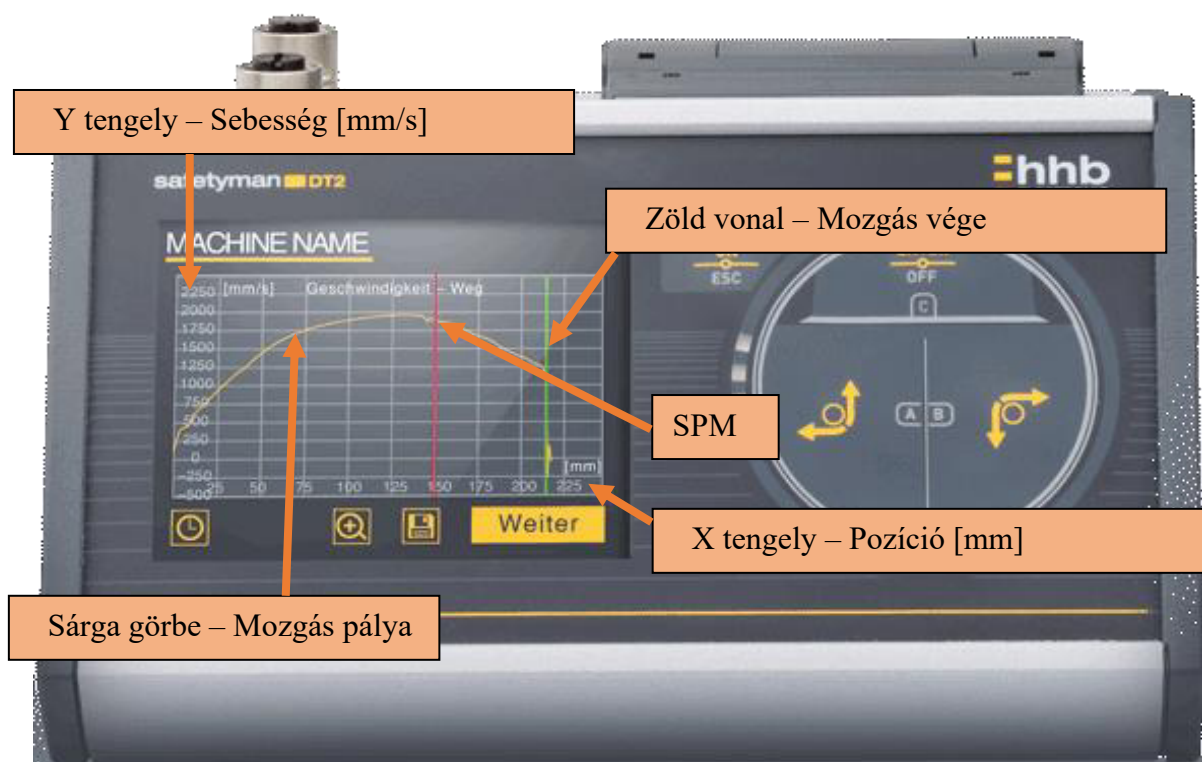 Y tengely – Sebesség [mm/s]
safetyman DT2
hhb
Zöld vonal – Mozgás vége
MACHINE NAME
ESC
OFF
C
[mm/s] Geschwindigkeit – Weg
2250
2000
1750
1500
1250
1000
750
500
250
0
-250
-500
25 50 75 100 125 150 175 200 225
[mm]
A B
SPM
Weiter
X tengely – Pozíció [mm]
Sárga görbe – Mozgás pálya